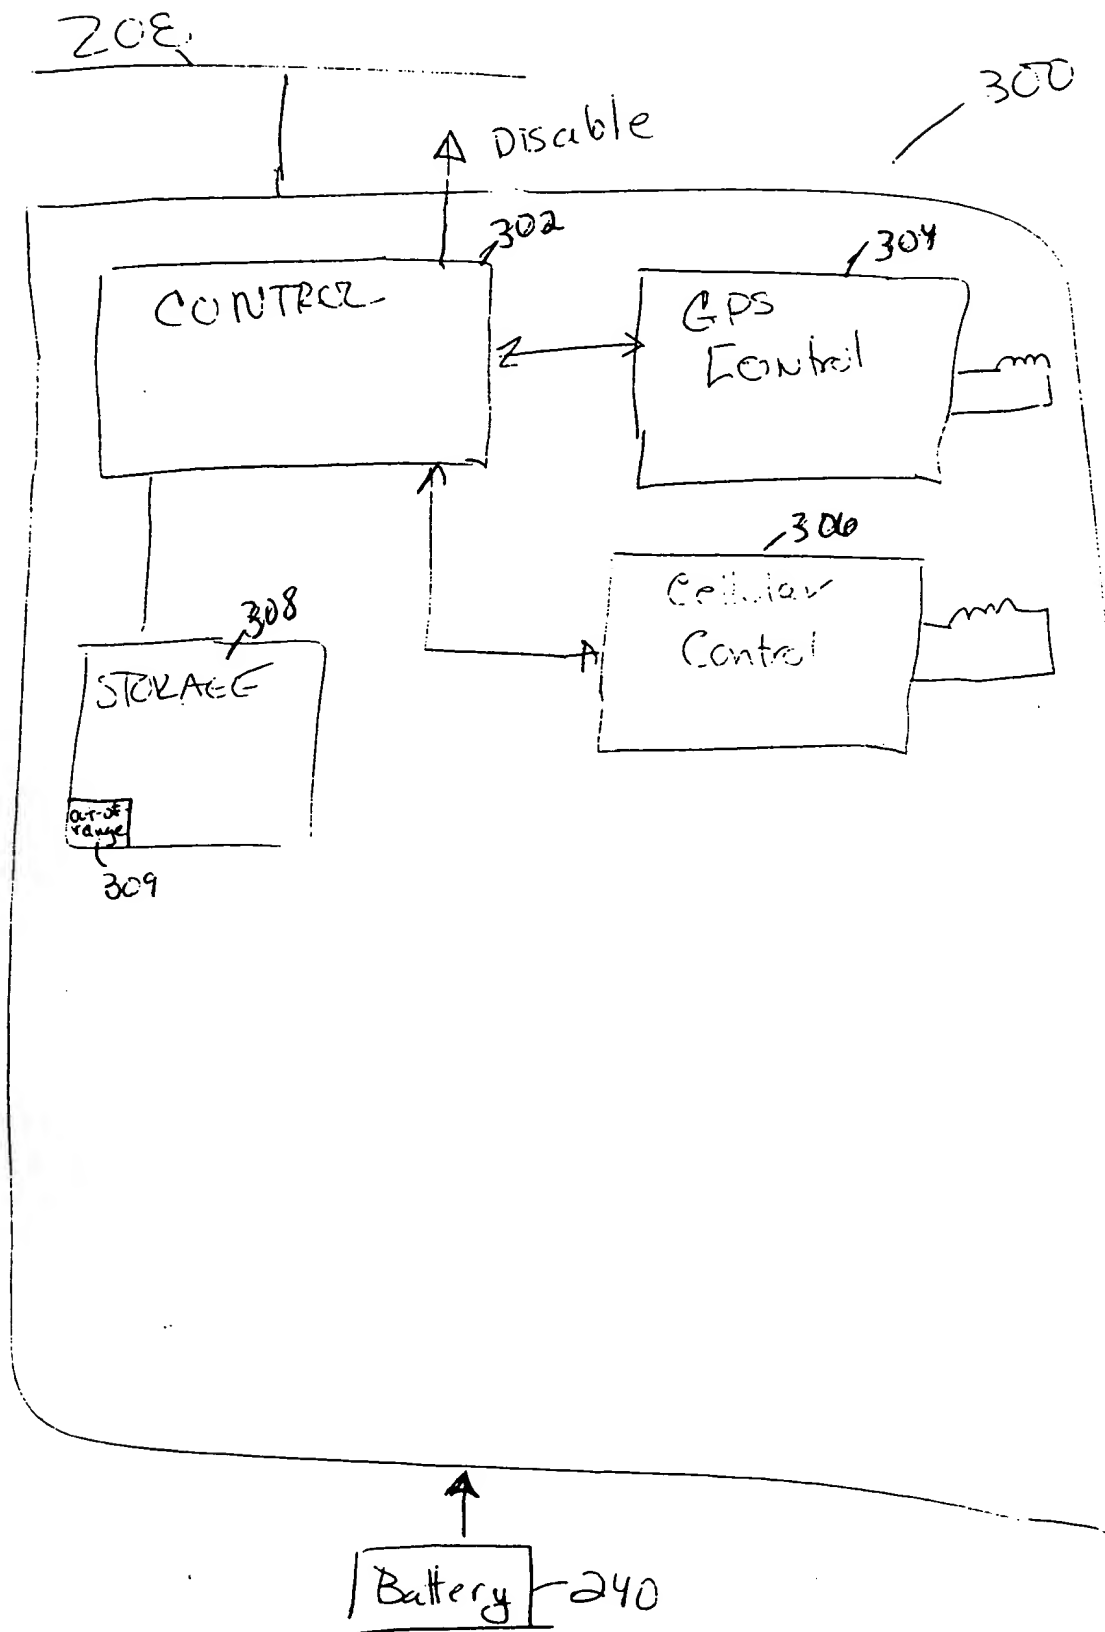 208
300
Disable
302
304
CONTROL
GPS
Control
306
Cellular
Control
308
STORAGE
out-of-
range
309
Battery
240